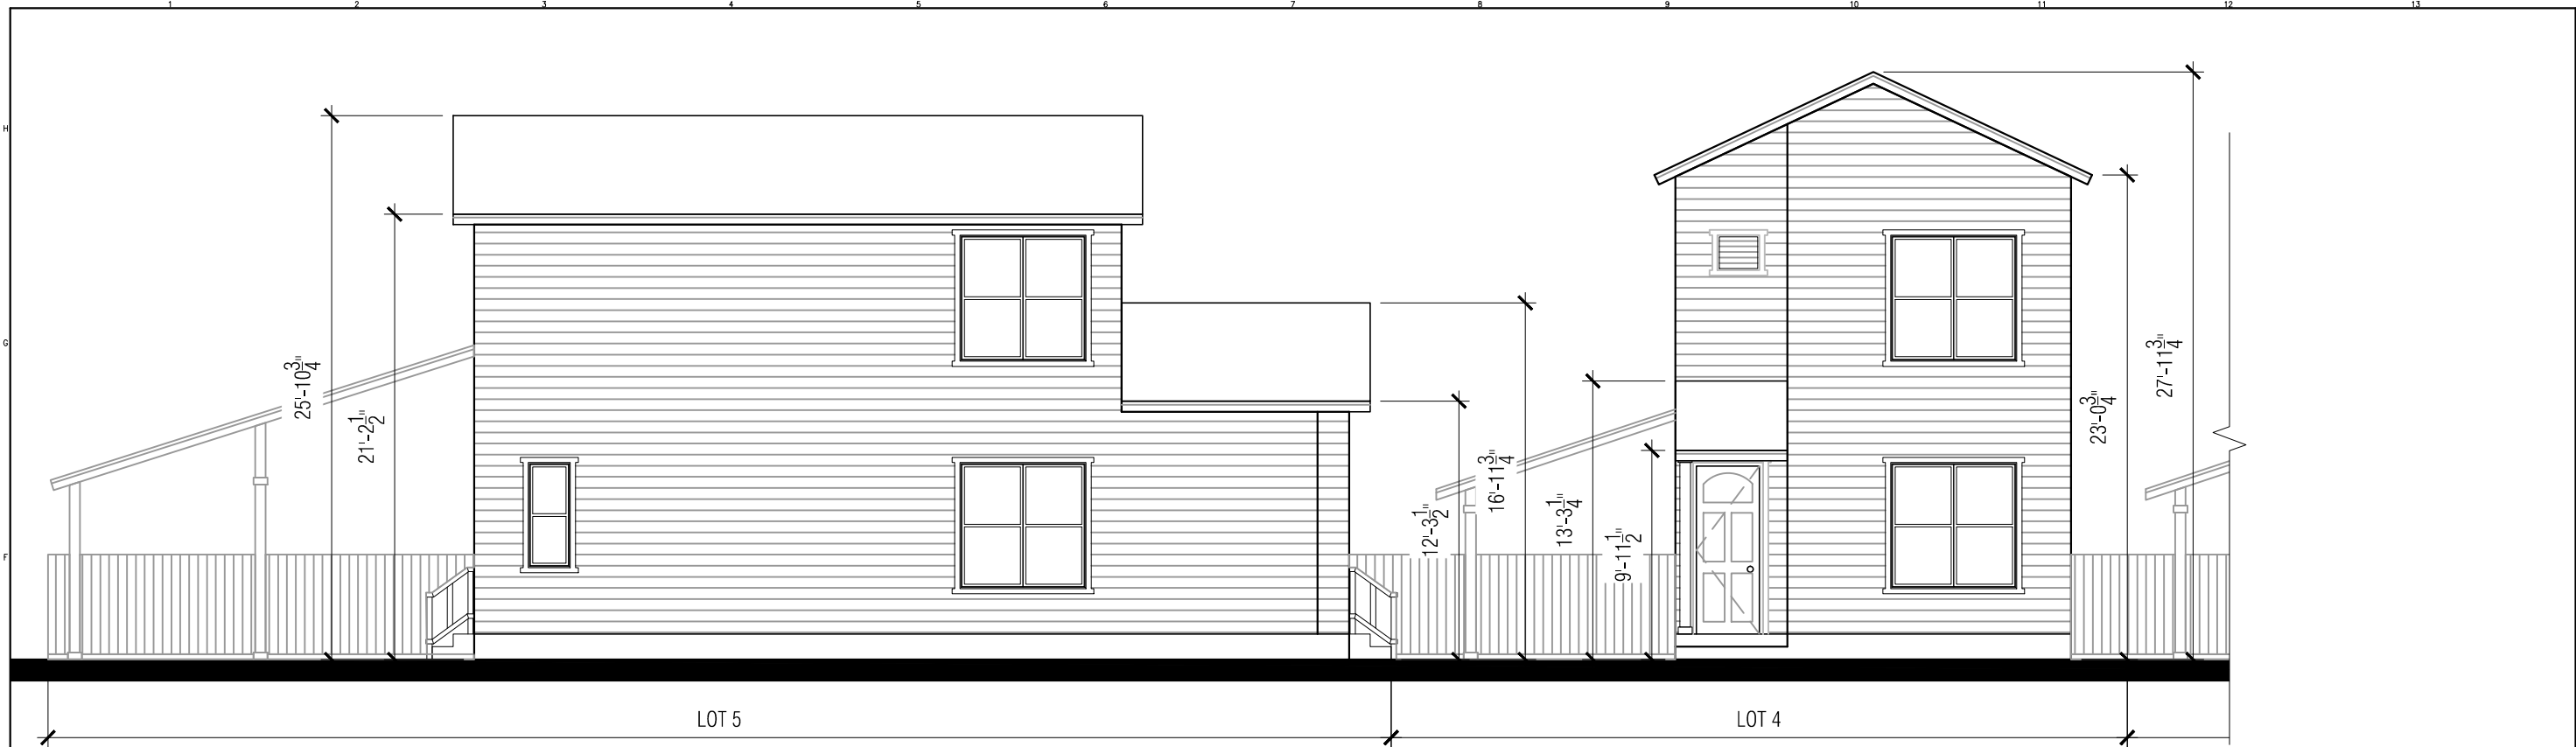 1 2 3 4 5 6 7 8 9 10 11 12 13
H
G
F
25'-10 3/4"
21'-2 1/2"
12'-3 1/2"
16'-11 3/4"
13'-3 1/4"
9'-11 1/2"
23'-0 3/4"
27'-11 3/4"
LOT 5
LOT 4